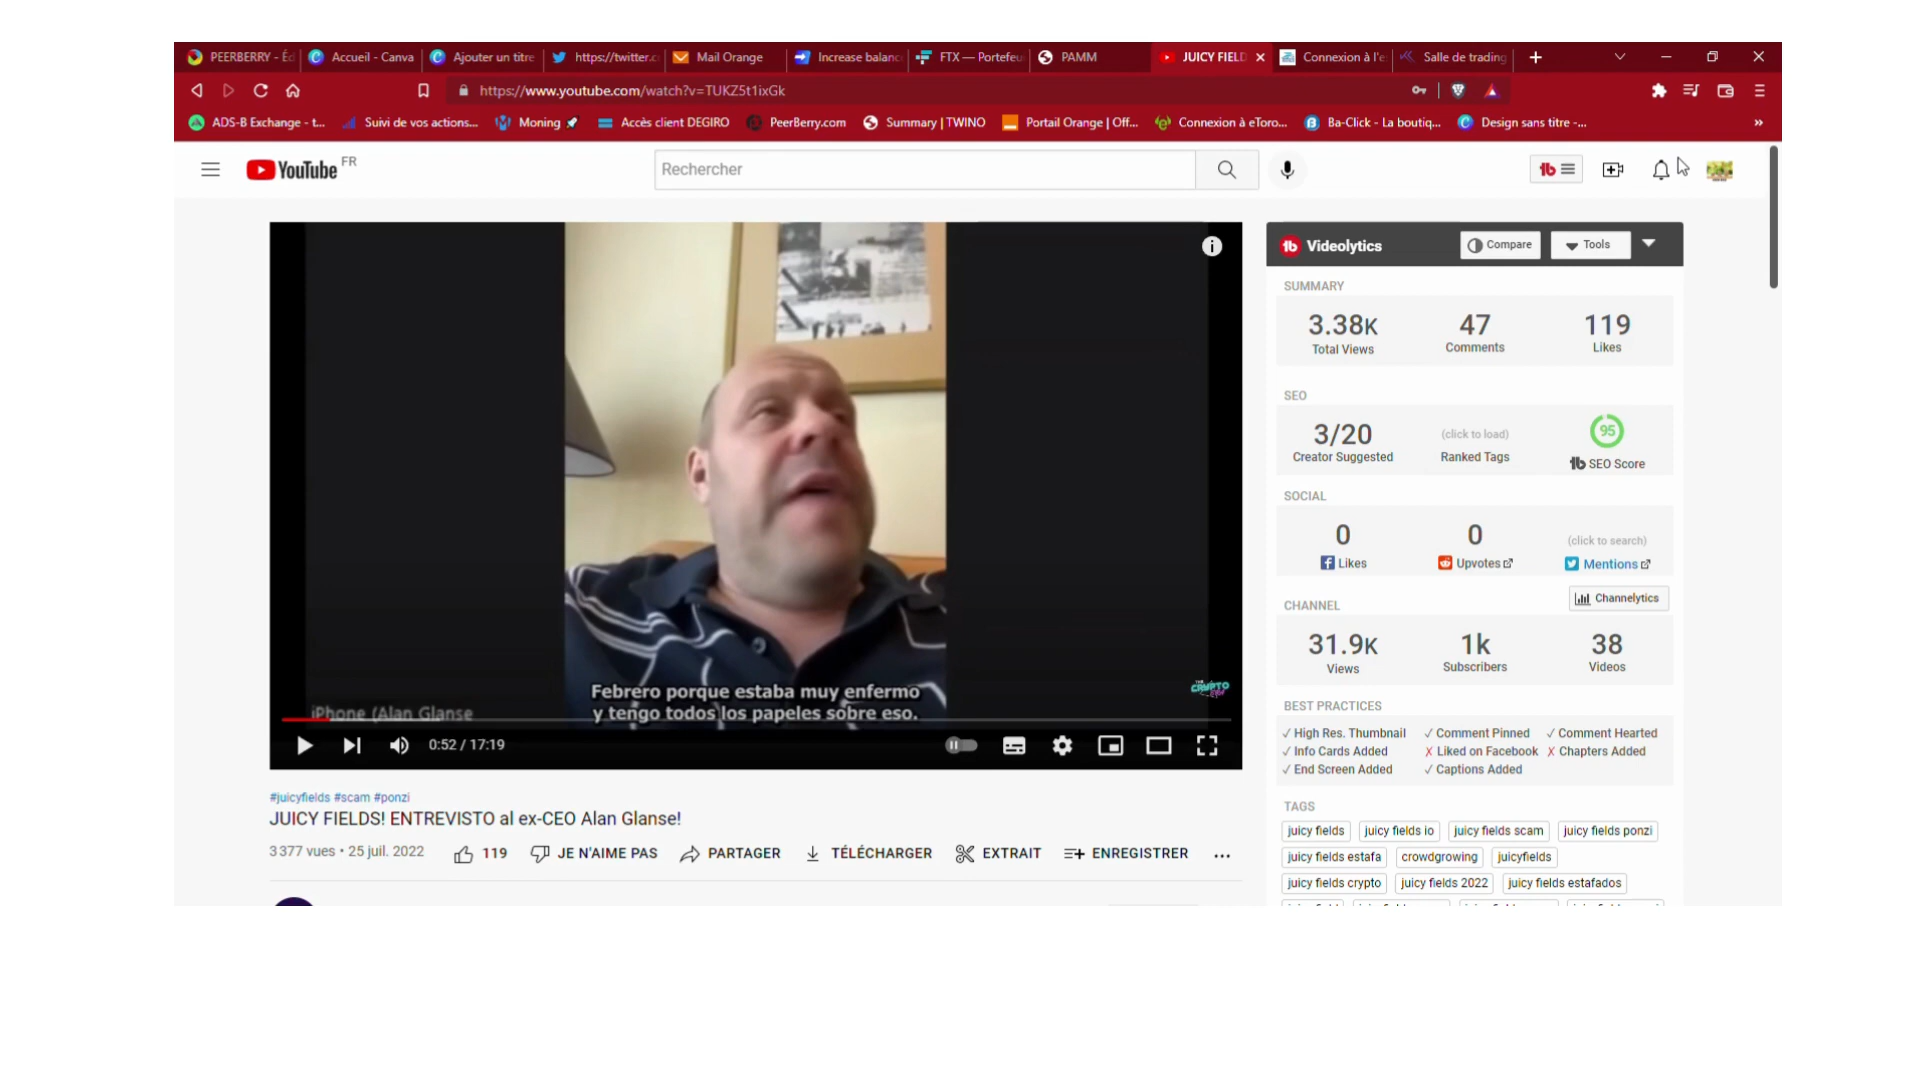 PEERBERRY - Éd
Accueil - Canva
Ajouter un titre
https://twitter.c
Mail Orange
Increase balanc
FTX — Portefeu
PAMM
JUICY FIELD
Connexion à l'e
Salle de trading
https://www.youtube.com/watch?v=TUKZ5t1ixGk
ADS-B Exchange - t...
Suivi de vos actions...
Moning
Accès client DEGIRO
PeerBerry.com
Summary | TWINO
Portail Orange | Off...
Connexion à eToro...
Ba-Click - La boutiq...
Design sans titre -...
YouTube FR
Rechercher
Videolytics
Compare
Tools
SUMMARY
3.38K 47 119
Total Views Comments Likes
SEO
3/20 (click to load) 95
Creator Suggested Ranked Tags SEO Score
SOCIAL
0 0 (click to search)
Likes Upvotes Mentions
CHANNEL Channelytics
31.9K 1k 38
Views Subscribers Videos
BEST PRACTICES
✓ High Res. Thumbnail ✓ Comment Pinned ✓ Comment Hearted
✓ Info Cards Added X Liked on Facebook X Chapters Added
✓ End Screen Added ✓ Captions Added
TAGS
juicy fields juicy fields io juicy fields scam juicy fields ponzi
juicy fields estafa crowdgrowing juicyfields
juicy fields crypto juicy fields 2022 juicy fields estafados
THE CRYPTO
Febrero porque estaba muy enfermo
y tengo todos los papeles sobre eso.
iPhone (Alan Glanse
0:52 / 17:19
#juicyfields #scam #ponzi
JUICY FIELDS! ENTREVISTO al ex-CEO Alan Glanse!
3 377 vues • 25 juil. 2022
119 JE N'AIME PAS PARTAGER TÉLÉCHARGER EXTRAIT ENREGISTRER ...